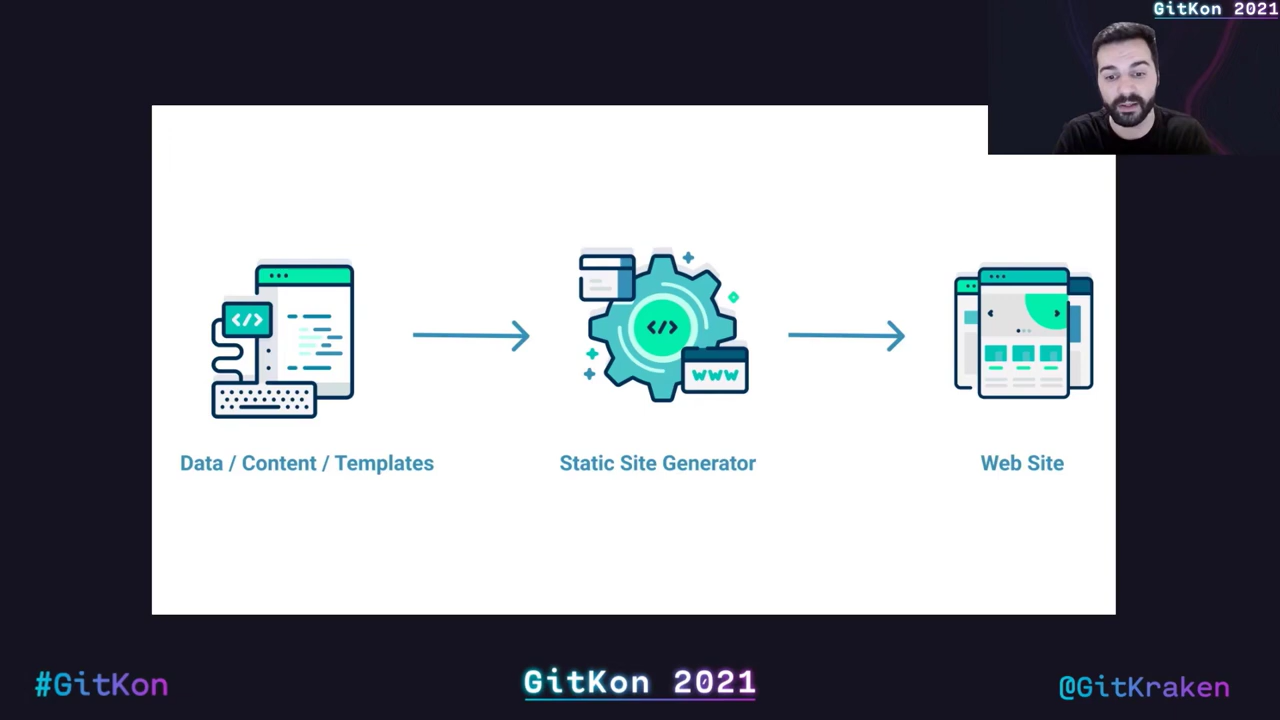 GitKon 2021
</>
</>
WWW
Data / Content / Templates
Static Site Generator
Web Site
#GitKon
GitKon 2021
@GitKraken